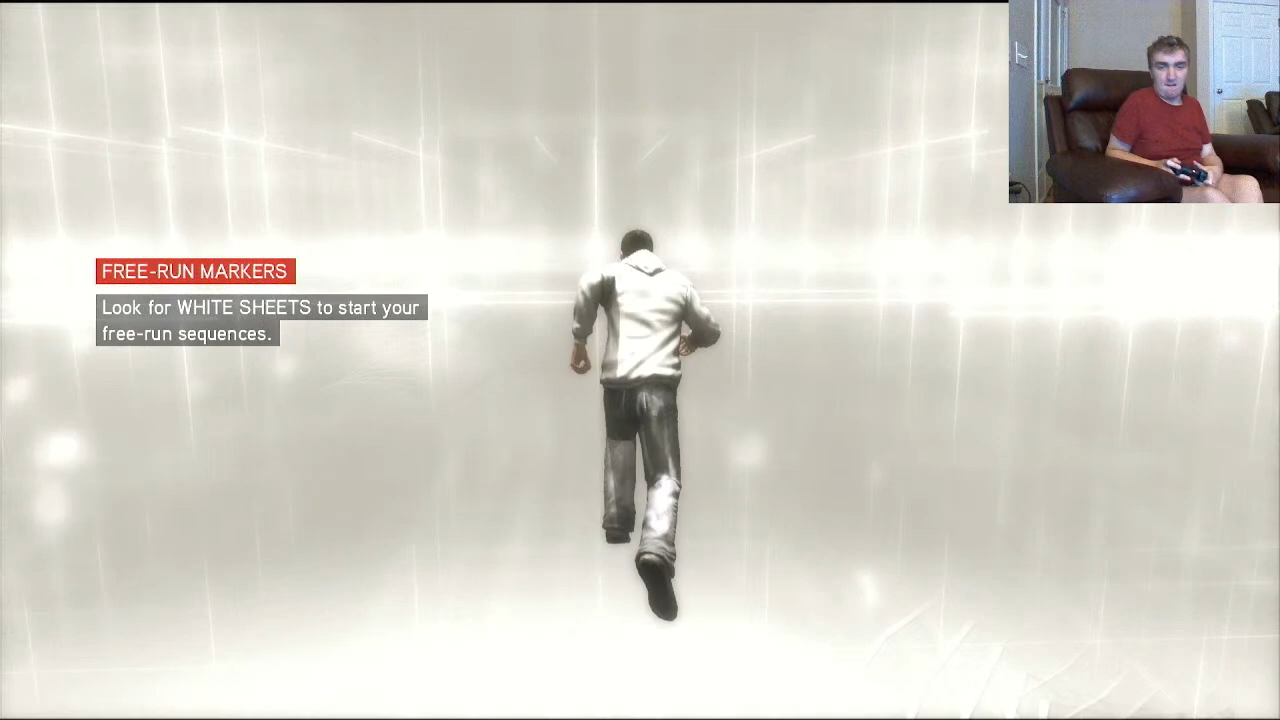 FREE-RUN MARKERS
Look for WHITE SHEETS to start your
free-run sequences.